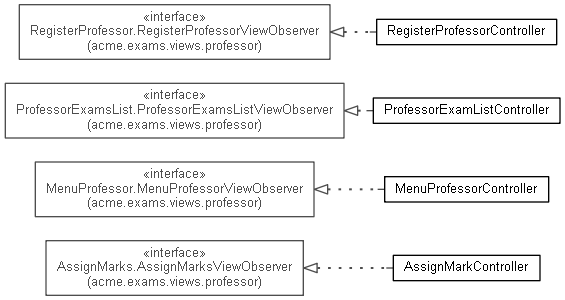 «interface»
RegisterProfessor.RegisterProfessorViewObserver
(acme.exams.views.professor)
RegisterProfessorController
«interface»
ProfessorExamsList.ProfessorExamsListViewObserver
(acme.exams.views.professor)
ProfessorExamListController
«interface»
MenuProfessor.MenuProfessorViewObserver
(acme.exams.views.professor)
MenuProfessorController
«interface»
AssignMarks.AssignMarksViewObserver
(acme.exams.views.professor)
AssignMarkController